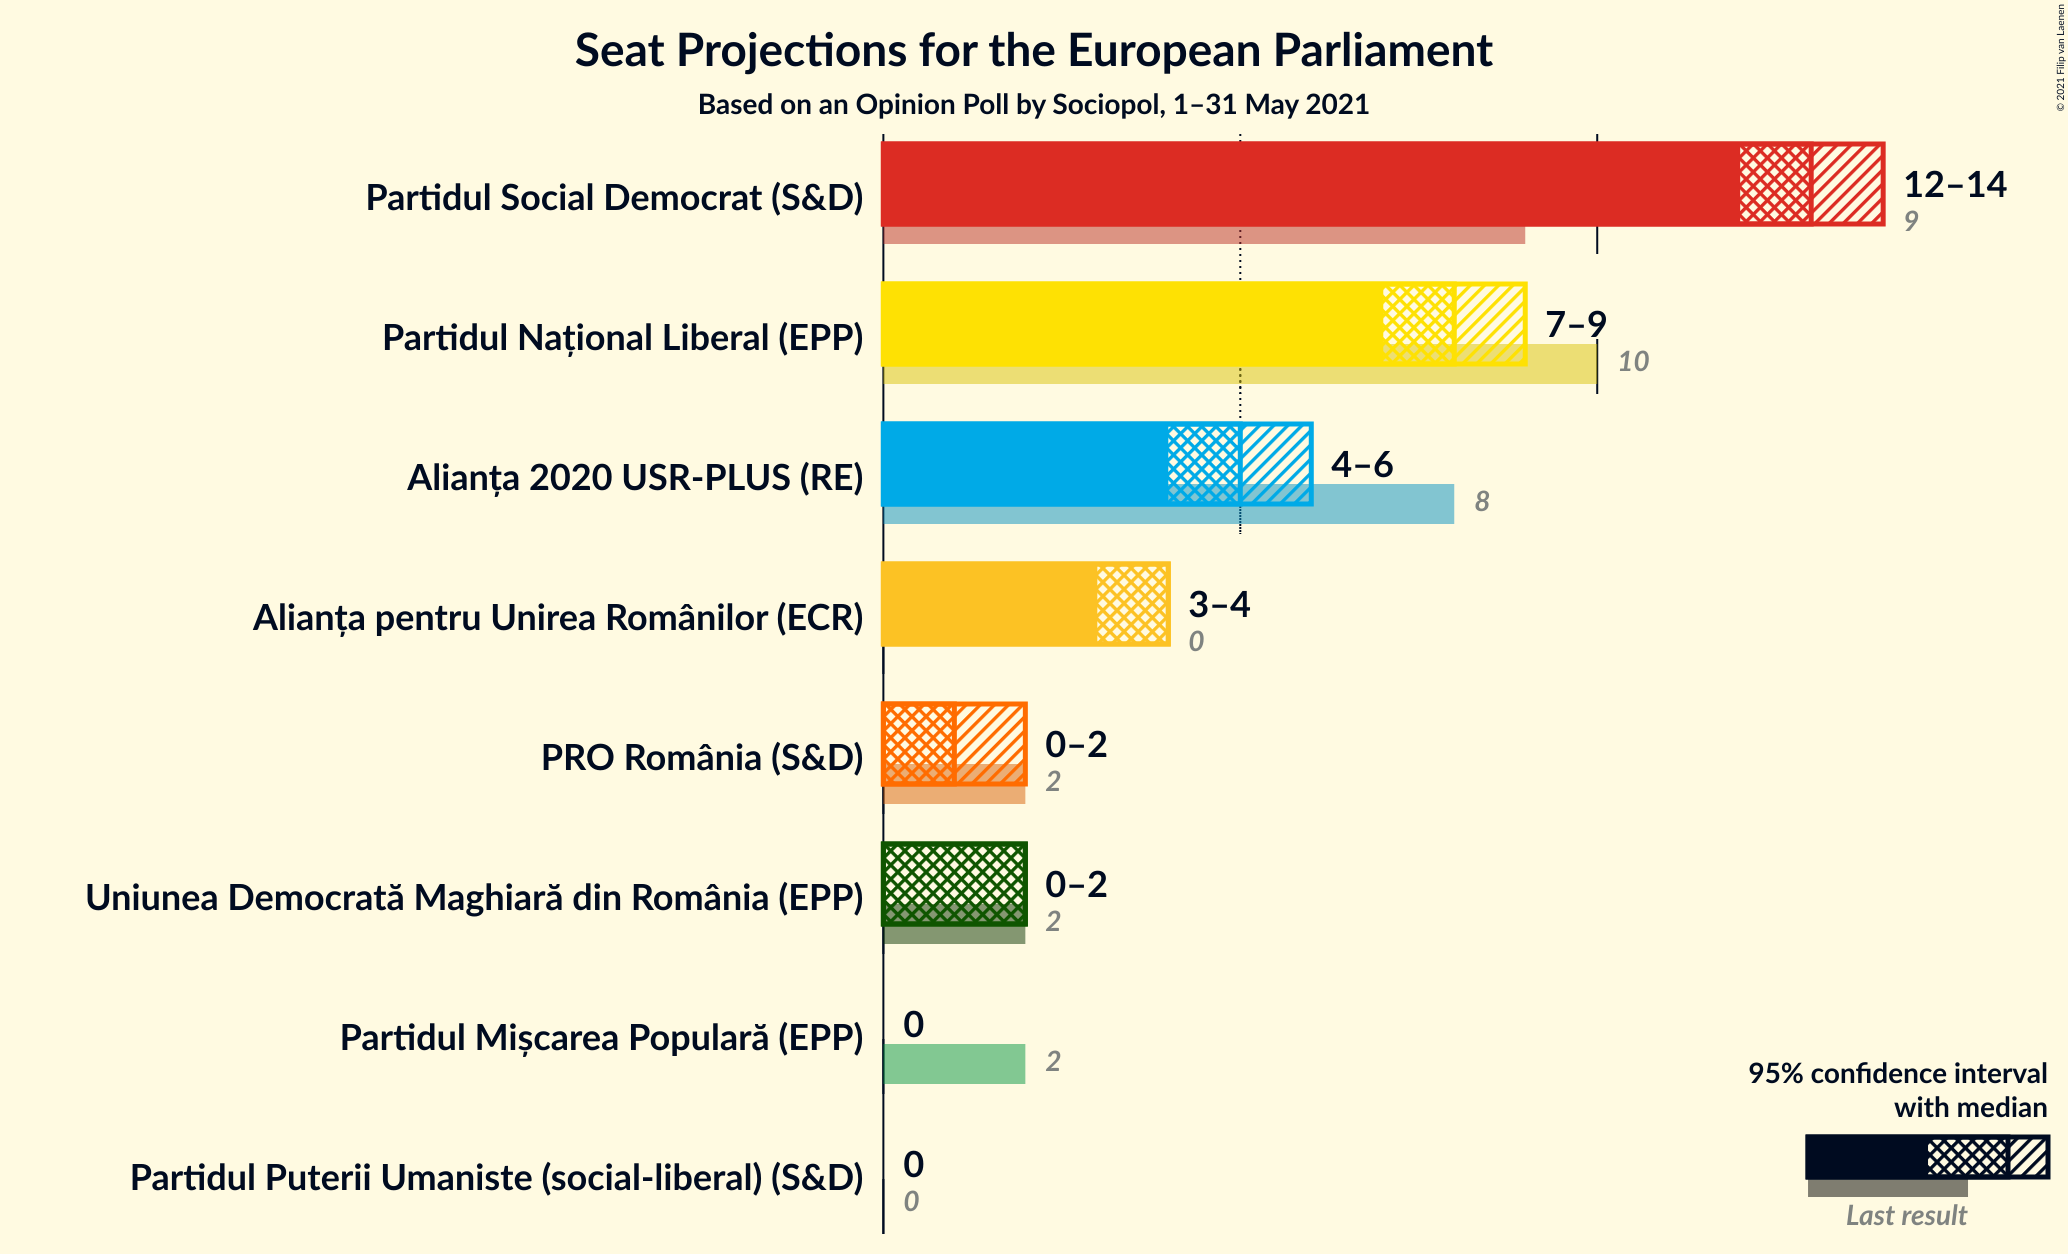 Seat Projections for the European Parliament
Based on an Opinion Poll by Sociopol, 1–31 May 2021
© 2021 Filip van Laenen
Partidul Social Democrat (S&D)
12–14
9
Partidul Național Liberal (EPP)
7–9
10
Alianța 2020 USR-PLUS (RE)
4–6
8
Alianța pentru Unirea Românilor (ECR)
3–4
0
PRO România (S&D)
0–2
2
Uniunea Democrată Maghiară din România (EPP)
0–2
2
Partidul Mișcarea Populară (EPP)
0
2
Partidul Puterii Umaniste (social-liberal) (S&D)
0
0
95% confidence interval
with median
Last result